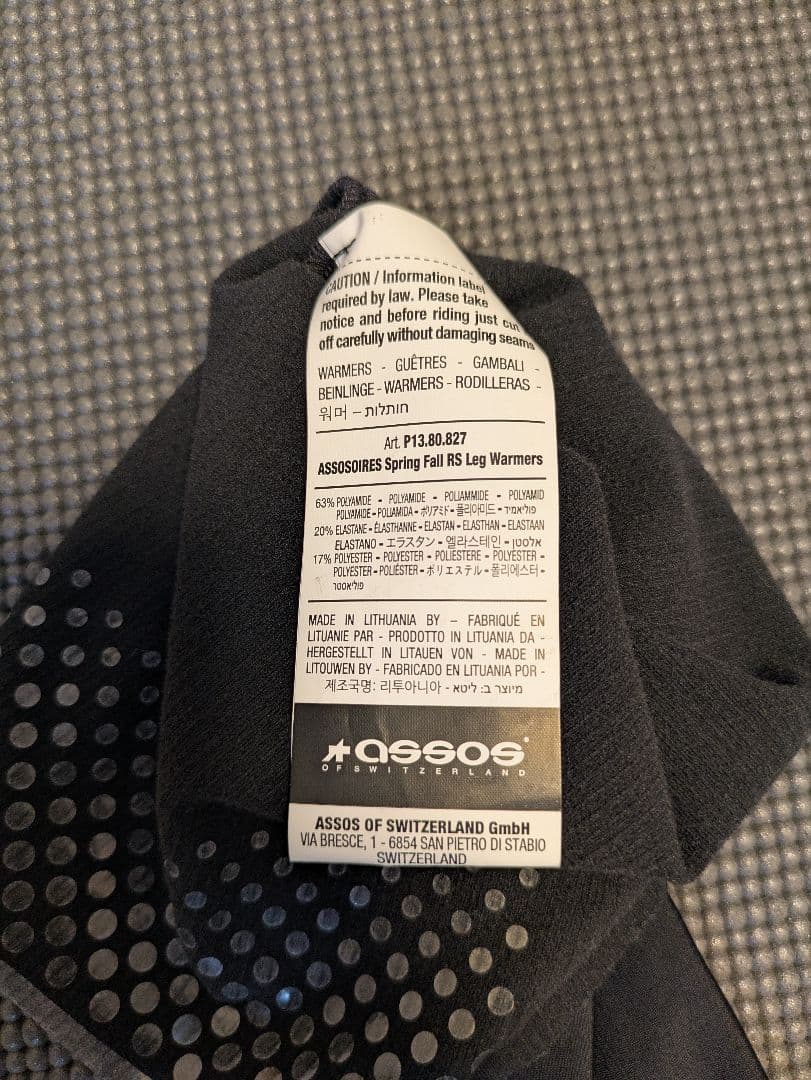 CAUTION / Information label
required by law. Please take
notice and before riding just cut
off carefully without damaging seams
WARMERS - GUÊTRES - GAMBALI -
BEINLINGE - WARMERS - RODILLERAS -
워머 - חותלות
Art. P13.80.827
ASSOSOIRES Spring Fall RS Leg Warmers
63% POLYAMIDE - POLYAMIDE - POLIAMMIDE - POLYAMID
POLYAMIDE - POLIAMIDA - ポリアミド - 폴리아미드 - פוליאמיד
20% ELASTANE - ÉLASTHANNE - ELASTAN - ELASTHAN - ELASTAAN
ELASTANO - エラスタン - 엘라스테인 - אלסטן
17% POLYESTER - POLYESTER - POLIESTERE - POLYESTER -
POLYESTER - POLIÉSTER - ポリエステル - 폴리에스터 -
פוליאסטר
MADE IN LITHUANIA BY – FABRIQUÉ EN
LITUANIE PAR - PRODOTTO IN LITUANIA DA -
HERGESTELLT IN LITAUEN VON - MADE IN
LITOUWEN BY - FABRICADO EN LITUANIA POR -
제조국명: 리투아니아 - מיוצר ב: ליטא
assos
OF SWITZERLAND
ASSOS OF SWITZERLAND GmbH
VIA BRESCE, 1 - 6854 SAN PIETRO DI STABIO
SWITZERLAND